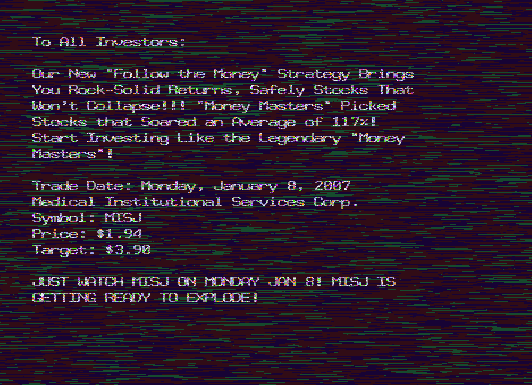 To All Investors:
Our New "Follow the Money" Strategy Brings
You Rock-Solid Returns, Safely Stocks That
Won't Collapse!!! "Money Masters" Picked
Stocks that Soared an Average of 117%!
Start Investing Like the Legendary "Money
Masters"!
Trade Date: Monday, January 8, 2007
Medical Institutional Services Corp.
Symbol: MISJ
Price: $1.94
Target: $3.90
JUST WATCH MISJ ON MONDAY JAN 8! MISJ IS
GETTING READY TO EXPLODE!